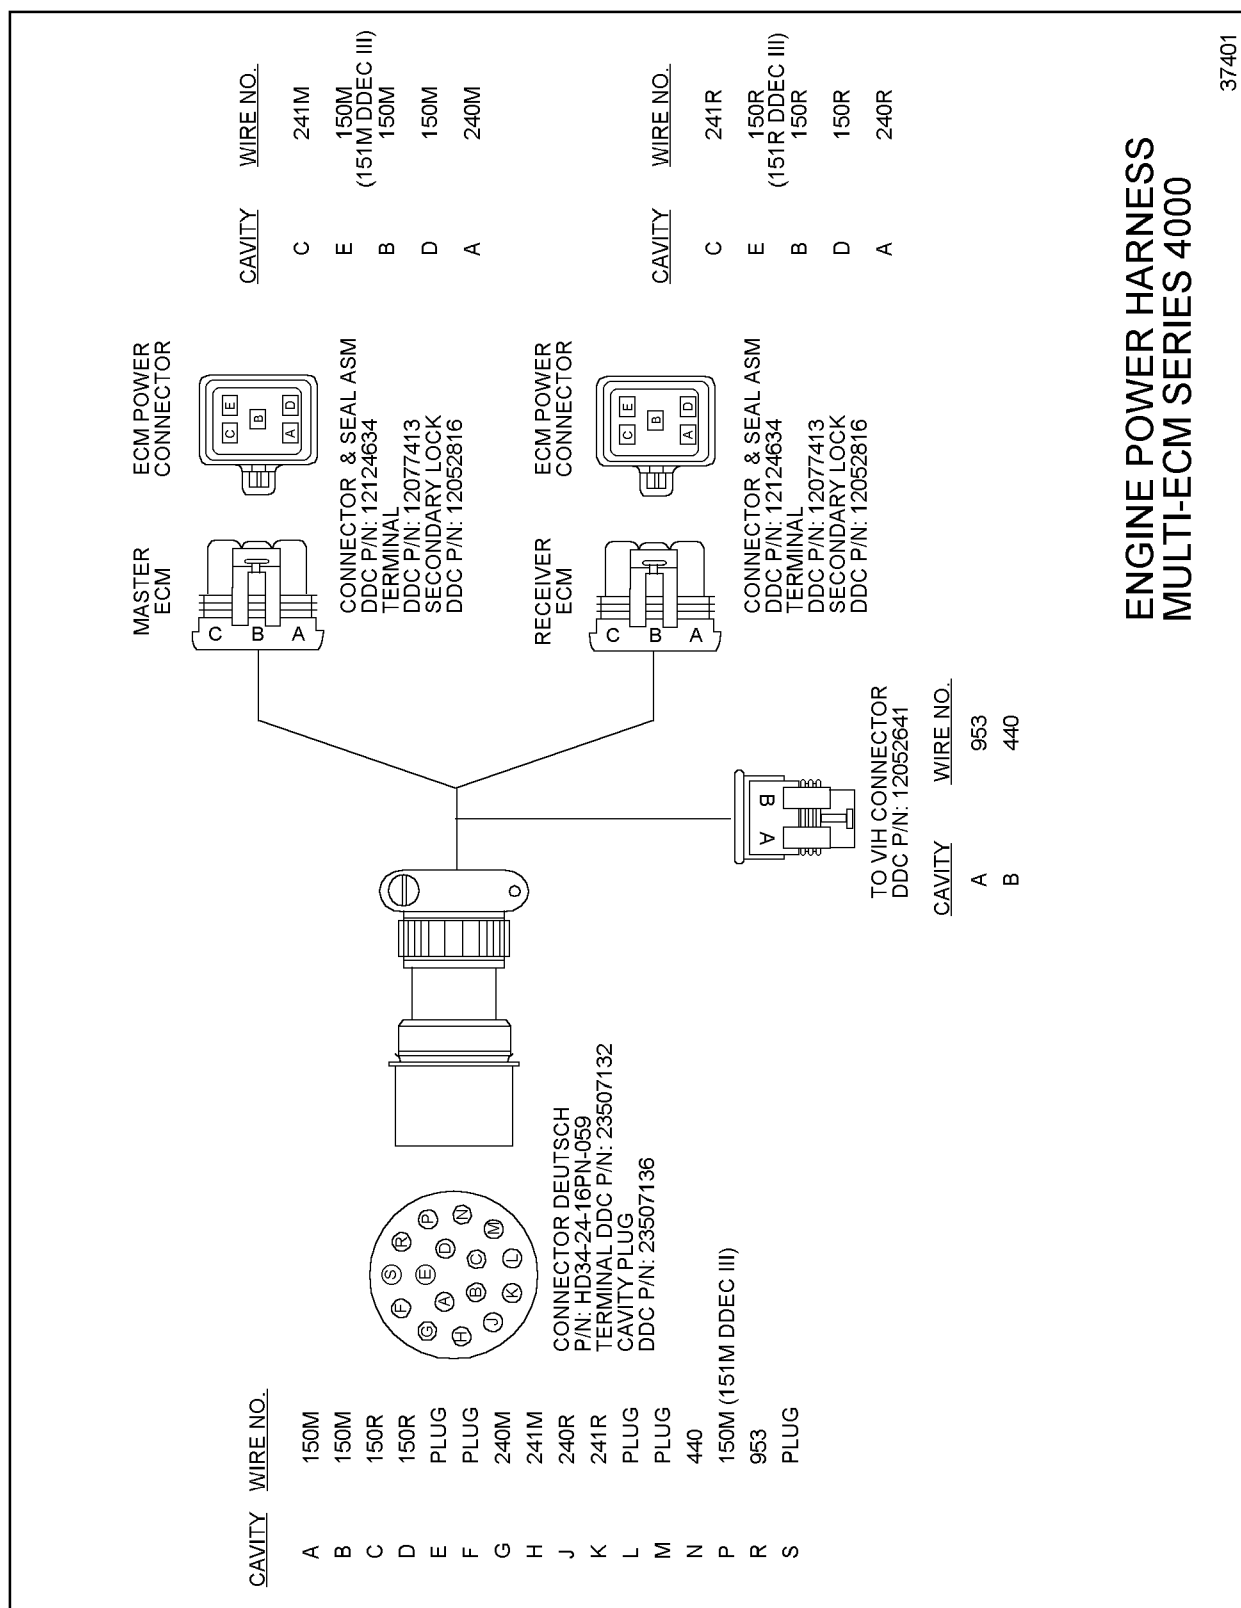 CAVITY WIRE NO.
A 150M
B 150M
C 150R
D 150R
E PLUG
F PLUG
G 240M
H 241M
J 240R
K 241R
L PLUG
M PLUG
N 440
P 150M (151M DDEC III)
R 953
S PLUG
S
F R
G E P
A D
H B C N
J M
K L
CONNECTOR DEUTSCH
P/N: HD34-24-16PN-059
TERMINAL DDC P/N: 23507132
CAVITY PLUG
DDC P/N: 23507136
MASTER
ECM
C
B
A
ECM POWER
CONNECTOR
C E
B
A D
CONNECTOR & SEAL ASM
DDC P/N: 12124634
TERMINAL
DDC P/N: 12077413
SECONDARY LOCK
DDC P/N: 12052816
CAVITY WIRE NO.
C 241M
E 150M
(151M DDEC III)
B 150M
D 150M
A 240M
RECEIVER
ECM
C
B
A
ECM POWER
CONNECTOR
C E
B
A D
CONNECTOR & SEAL ASM
DDC P/N: 12124634
TERMINAL
DDC P/N: 12077413
SECONDARY LOCK
DDC P/N: 12052816
CAVITY WIRE NO.
C 241R
E 150R
(151R DDEC III)
B 150R
D 150R
A 240R
A B
TO VIH CONNECTOR
DDC P/N: 12052641
CAVITY WIRE NO.
A 953
B 440
ENGINE POWER HARNESS
MULTI-ECM SERIES 4000
37401